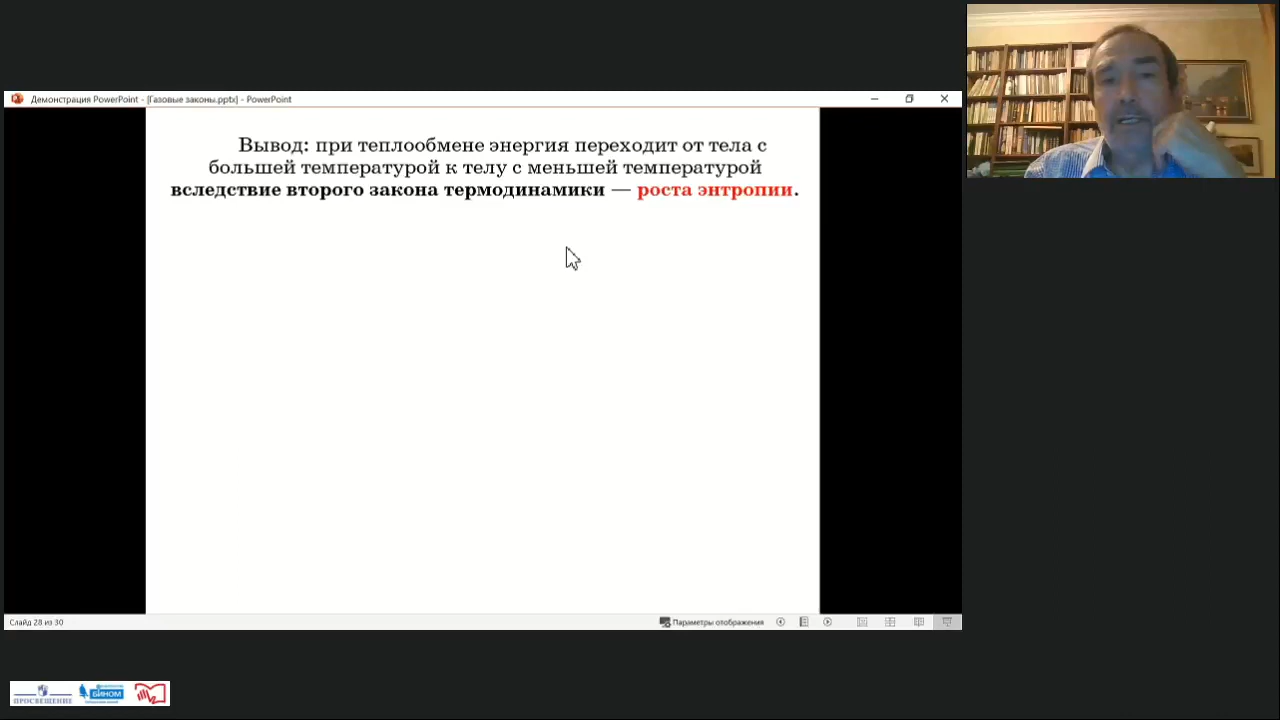 Демонстрация PowerPoint - [Газовые законы.pptx] - PowerPoint
Вывод: при теплообмене энергия переходит от тела с
большей температурой к телу с меньшей температурой
вследствие второго закона термодинамики — роста энтропии.
Слайд 28 из 30
Параметры отображения
ПРОСВЕЩЕНИЕ
БИНОМ